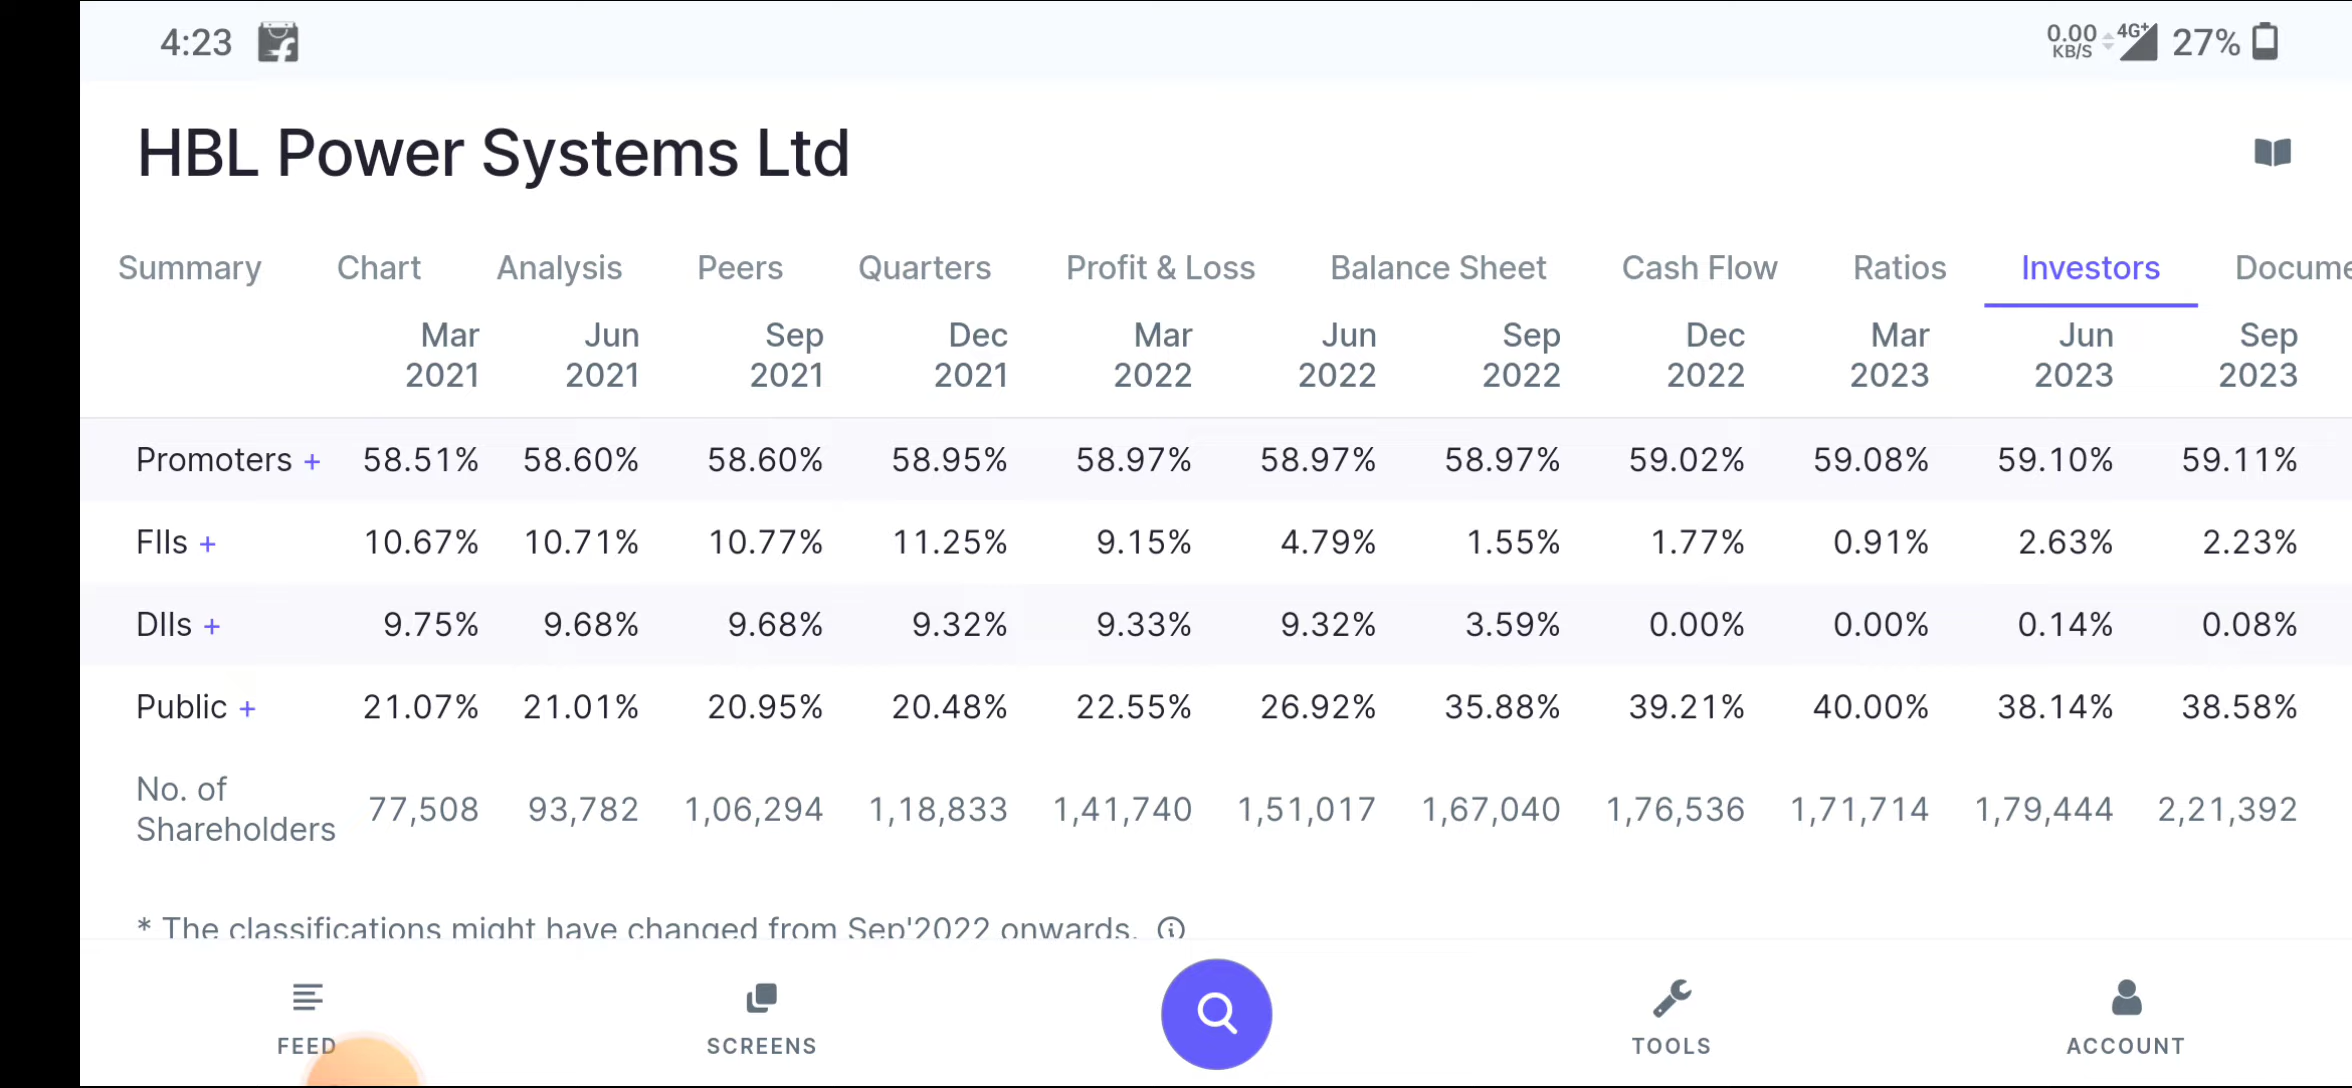 4:23
0.00 KB/S 4G+ 27%
HBL Power Systems Ltd
Summary Chart Analysis Peers Quarters Profit & Loss Balance Sheet Cash Flow Ratios Investors Docume
Mar Jun Sep Dec Mar Jun Sep Dec Mar Jun Sep
2021 2021 2021 2021 2022 2022 2022 2022 2023 2023 2023
Promoters + 58.51% 58.60% 58.60% 58.95% 58.97% 58.97% 58.97% 59.02% 59.08% 59.10% 59.11%
FIIs + 10.67% 10.71% 10.77% 11.25% 9.15% 4.79% 1.55% 1.77% 0.91% 2.63% 2.23%
DIIs + 9.75% 9.68% 9.68% 9.32% 9.33% 9.32% 3.59% 0.00% 0.00% 0.14% 0.08%
Public + 21.07% 21.01% 20.95% 20.48% 22.55% 26.92% 35.88% 39.21% 40.00% 38.14% 38.58%
No. of
Shareholders 77,508 93,782 1,06,294 1,18,833 1,41,740 1,51,017 1,67,040 1,76,536 1,71,714 1,79,444 2,21,392
* The classifications might have changed from Sep'2022 onwards.
FEED SCREENS TOOLS ACCOUNT